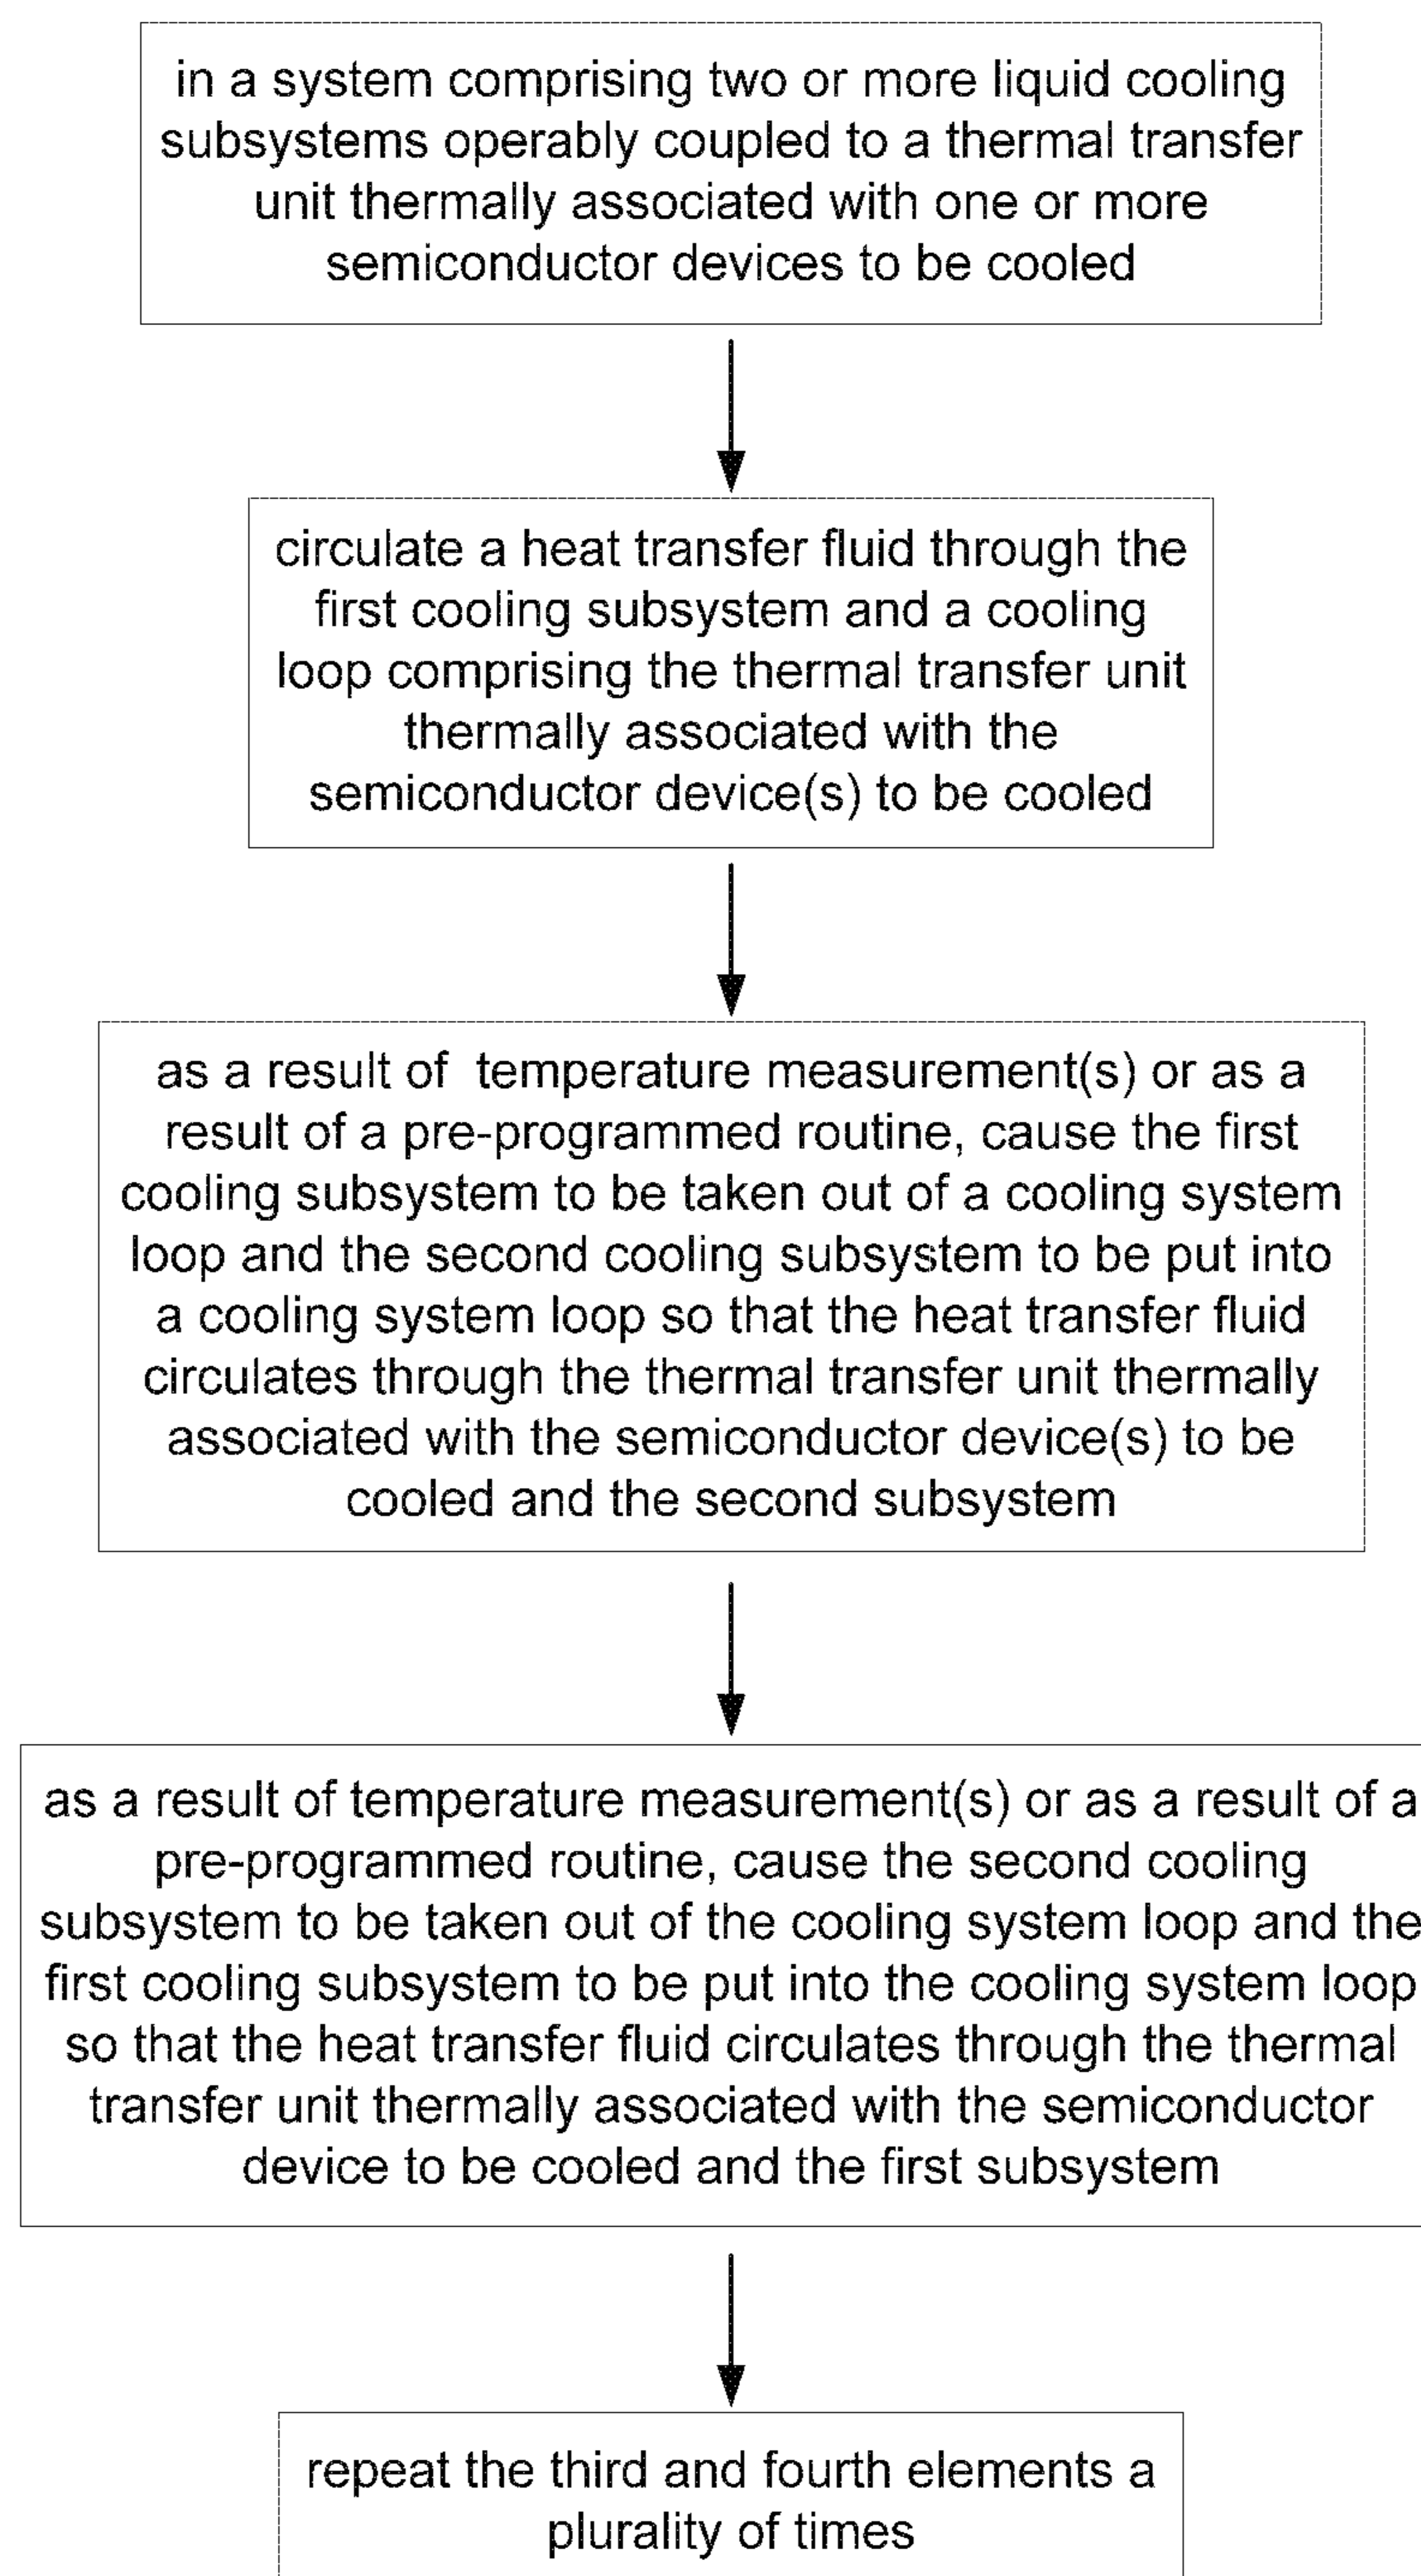 in a system comprising two or more liquid cooling
subsystems operably coupled to a thermal transfer
unit thermally associated with one or more
semiconductor devices to be cooled
circulate a heat transfer fluid through the
first cooling subsystem and a cooling
loop comprising the thermal transfer unit
thermally associated with the
semiconductor device(s) to be cooled
as a result of temperature measurement(s) or as a
result of a pre-programmed routine, cause the first
cooling subsystem to be taken out of a cooling system
loop and the second cooling subsystem to be put into
a cooling system loop so that the heat transfer fluid
circulates through the thermal transfer unit thermally
associated with the semiconductor device(s) to be
cooled and the second subsystem
as a result of temperature measurement(s) or as a result of a
pre-programmed routine, cause the second cooling
subsystem to be taken out of the cooling system loop and the
first cooling subsystem to be put into the cooling system loop
so that the heat transfer fluid circulates through the thermal
transfer unit thermally associated with the semiconductor
device to be cooled and the first subsystem
repeat the third and fourth elements a
plurality of times